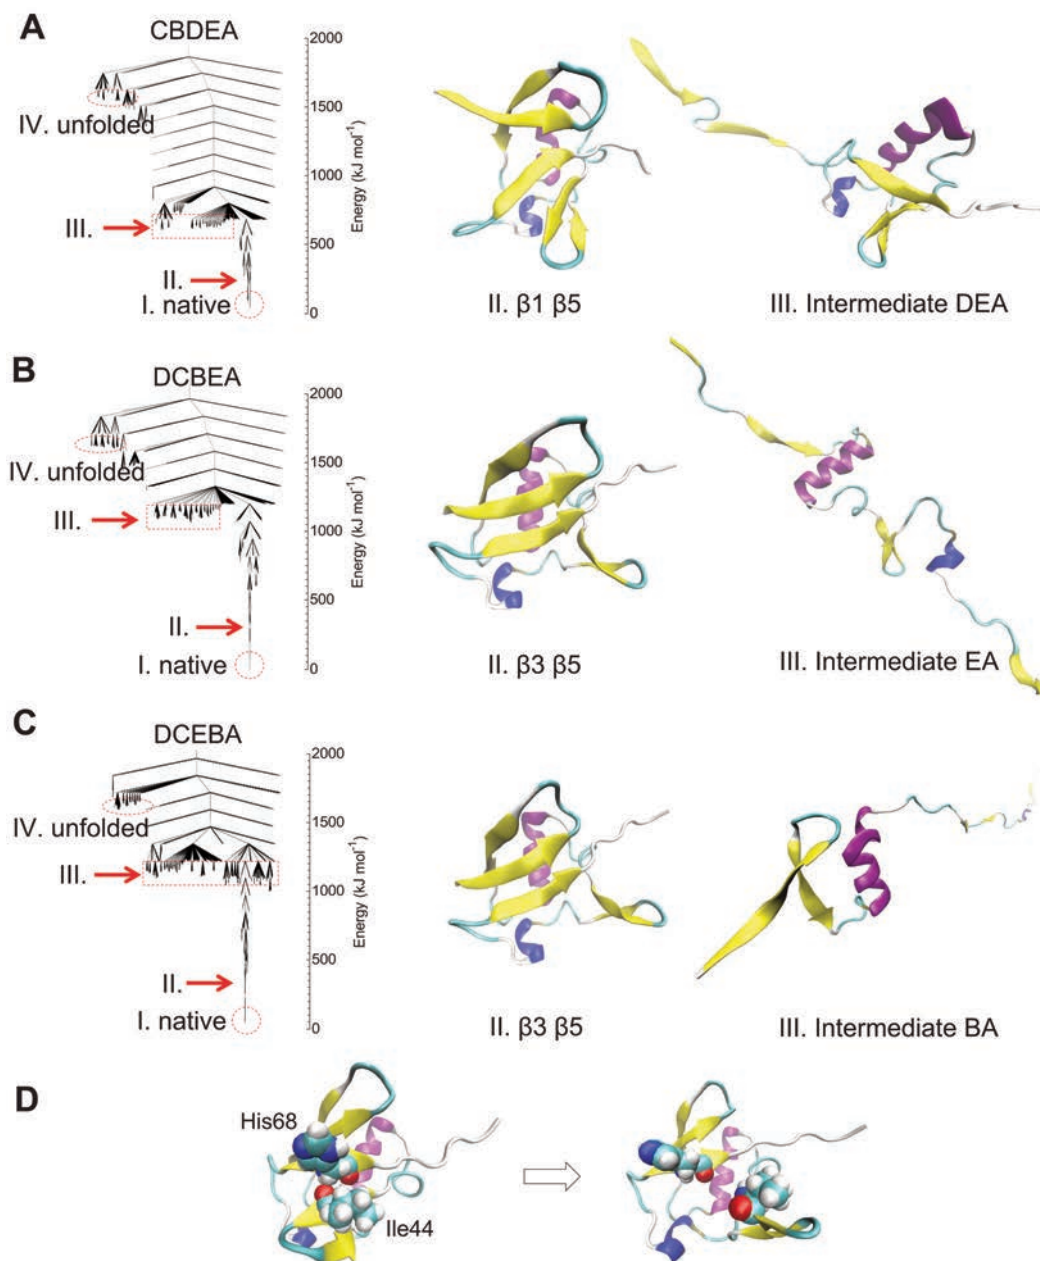 A
CBDEA
2000
1500
1000
500
0
Energy (kJ mol⁻¹)
IV. unfolded
III.
II.
I. native
II. β1 β5
III. Intermediate DEA
B
DCBEA
2000
1500
1000
500
0
Energy (kJ mol⁻¹)
IV. unfolded
III.
II.
I. native
II. β3 β5
III. Intermediate EA
C
DCEBA
2000
1500
1000
500
0
Energy (kJ mol⁻¹)
IV. unfolded
III.
II.
I. native
II. β3 β5
III. Intermediate BA
D
His68
Ile44